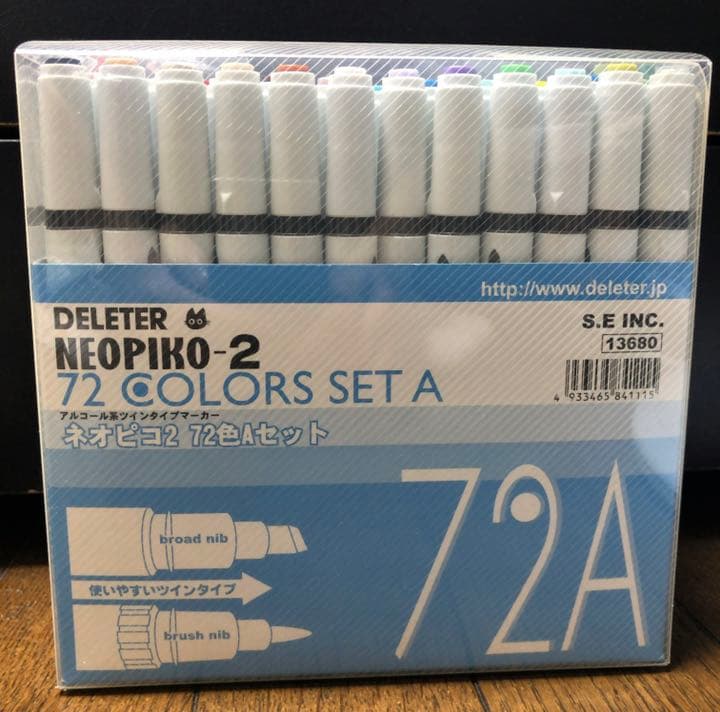 http://www.deleter.jp
DELETER
NEOPIKO-2
72 COLORS SET A
S.E INC.
13680
4 933465 841115
アルコール系ツインタイプマーカー
ネオピコ2 72色Aセット
72A
broad nib
使いやすいツインタイプ
brush nib